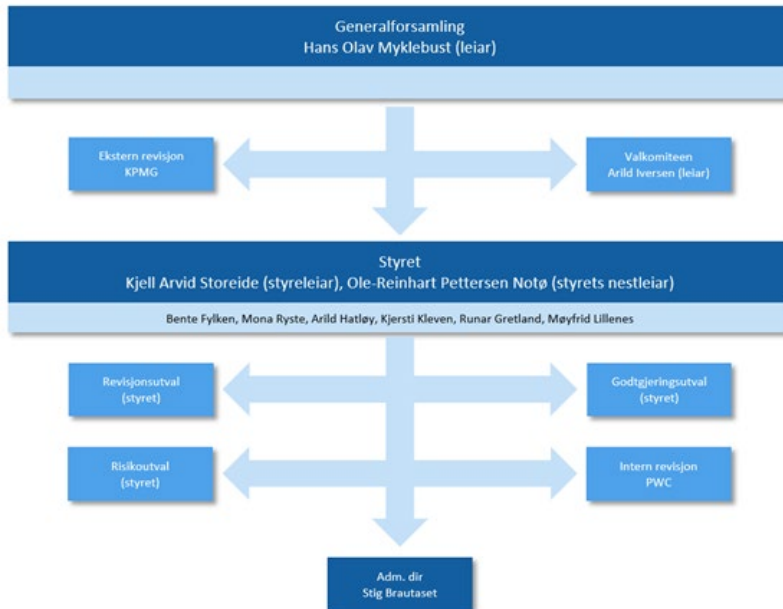 Generalforsamling
Hans Olav Myklebust (leiar)
Ekstern revisjon
KPMG
Valkomiteen
Arild Iversen (leiar)
Styret
Kjell Arvid Storeide (styreleiar), Ole-Reinhart Pettersen Notø (styrets nestleiar)
Bente Fylken, Mona Ryste, Arild Hatløy, Kjersti Kleven, Runar Gretland, Møyfrid Lillenes
Revisjonsutval
(styret)
Godtgjeringsutval
(styret)
Risikoutval
(styret)
Intern revisjon
PWC
Adm. dir
Stig Brautaset